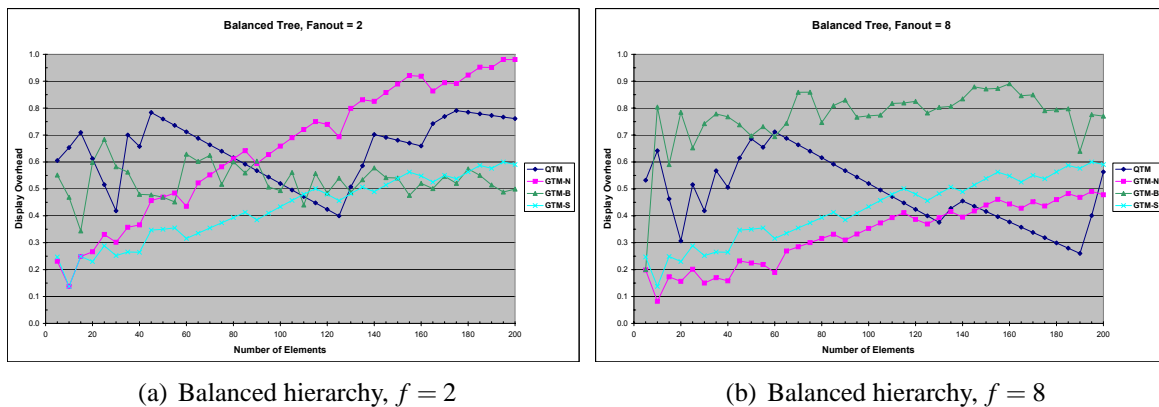 Balanced Tree, Fanout = 2
1.0
0.9
0.8
0.7
0.6
0.5
0.4
0.3
0.2
0.1
0.0
Display Overhead
0 20 40 60 80 100 120 140 160 180 200
Number of Elements
QTM
GTM-N
GTM-B
GTM-S
(a) Balanced hierarchy, f = 2
Balanced Tree, Fanout = 8
1.0
0.9
0.8
0.7
0.6
0.5
0.4
0.3
0.2
0.1
0.0
Display Overhead
0 20 40 60 80 100 120 140 160 180 200
Number of Elements
QTM
GTM-N
GTM-B
GTM-S
(b) Balanced hierarchy, f = 8